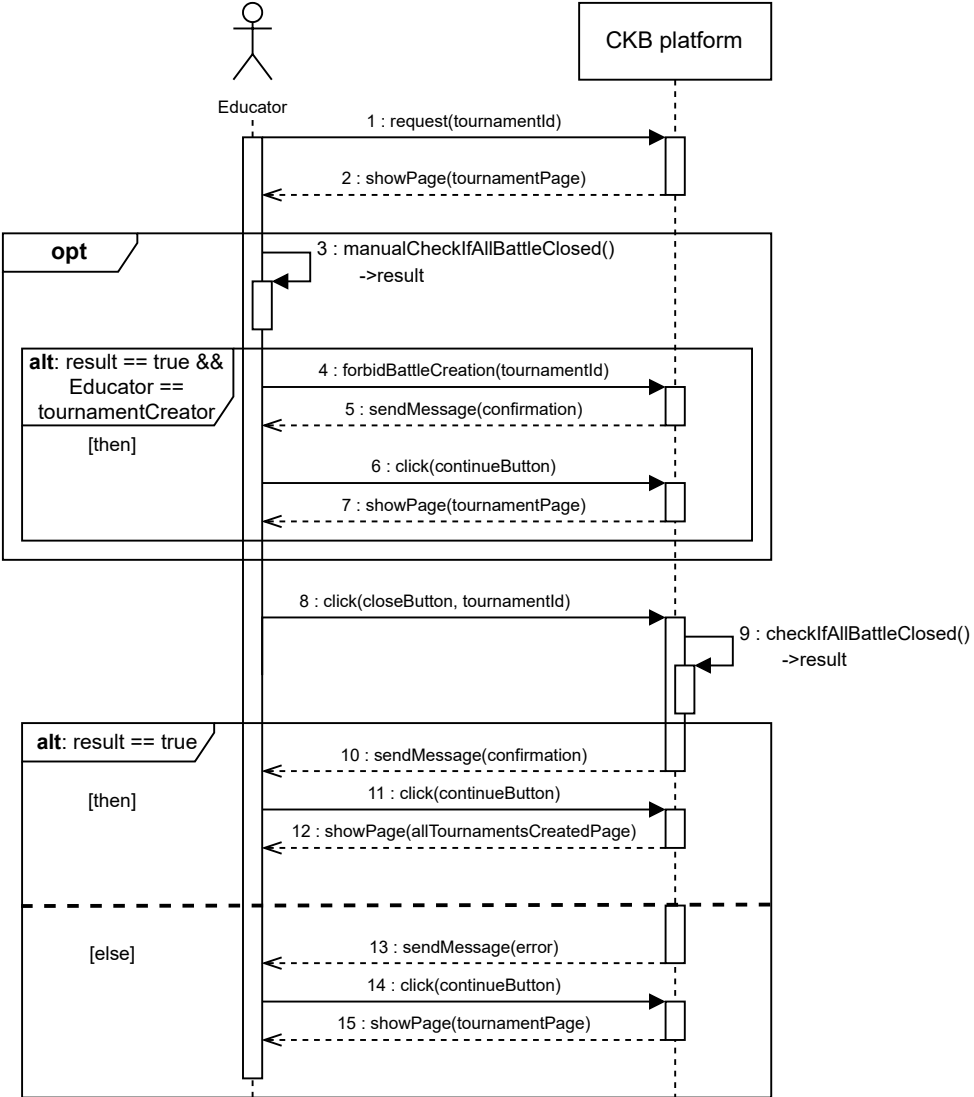 CKB platform
Educator
1 : request(tournamentId)
2 : showPage(tournamentPage)
opt
3 : manualCheckIfAllBattleClosed()
->result
alt: result == true &&
Educator ==
tournamentCreator
[then]
4 : forbidBattleCreation(tournamentId)
5 : sendMessage(confirmation)
6 : click(continueButton)
7 : showPage(tournamentPage)
8 : click(closeButton, tournamentId)
9 : checkIfAllBattleClosed()
->result
alt: result == true
10 : sendMessage(confirmation)
[then]
11 : click(continueButton)
12 : showPage(allTournamentsCreatedPage)
[else]
13 : sendMessage(error)
14 : click(continueButton)
15 : showPage(tournamentPage)